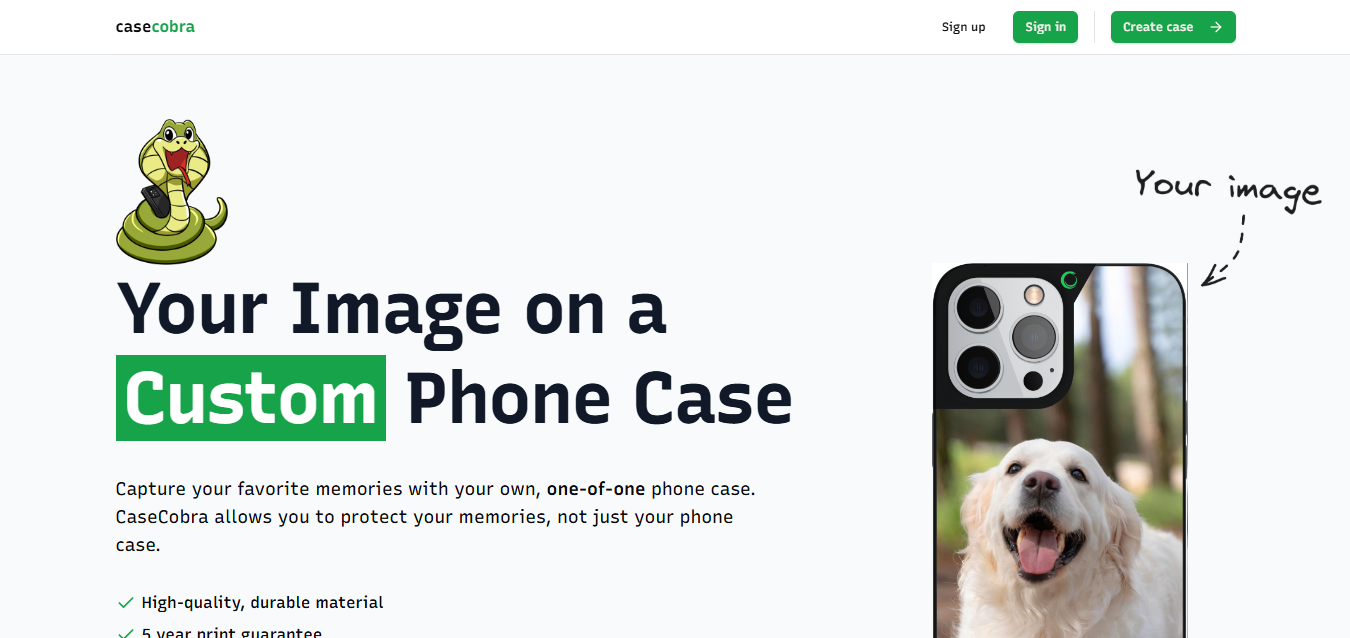 casecobra
Sign up
Sign in
Create case
Your image
Your Image on a
Custom Phone Case
Capture your favorite memories with your own, one-of-one phone case.
CaseCobra allows you to protect your memories, not just your phone
case.
High-quality, durable material
5 year print guarantee